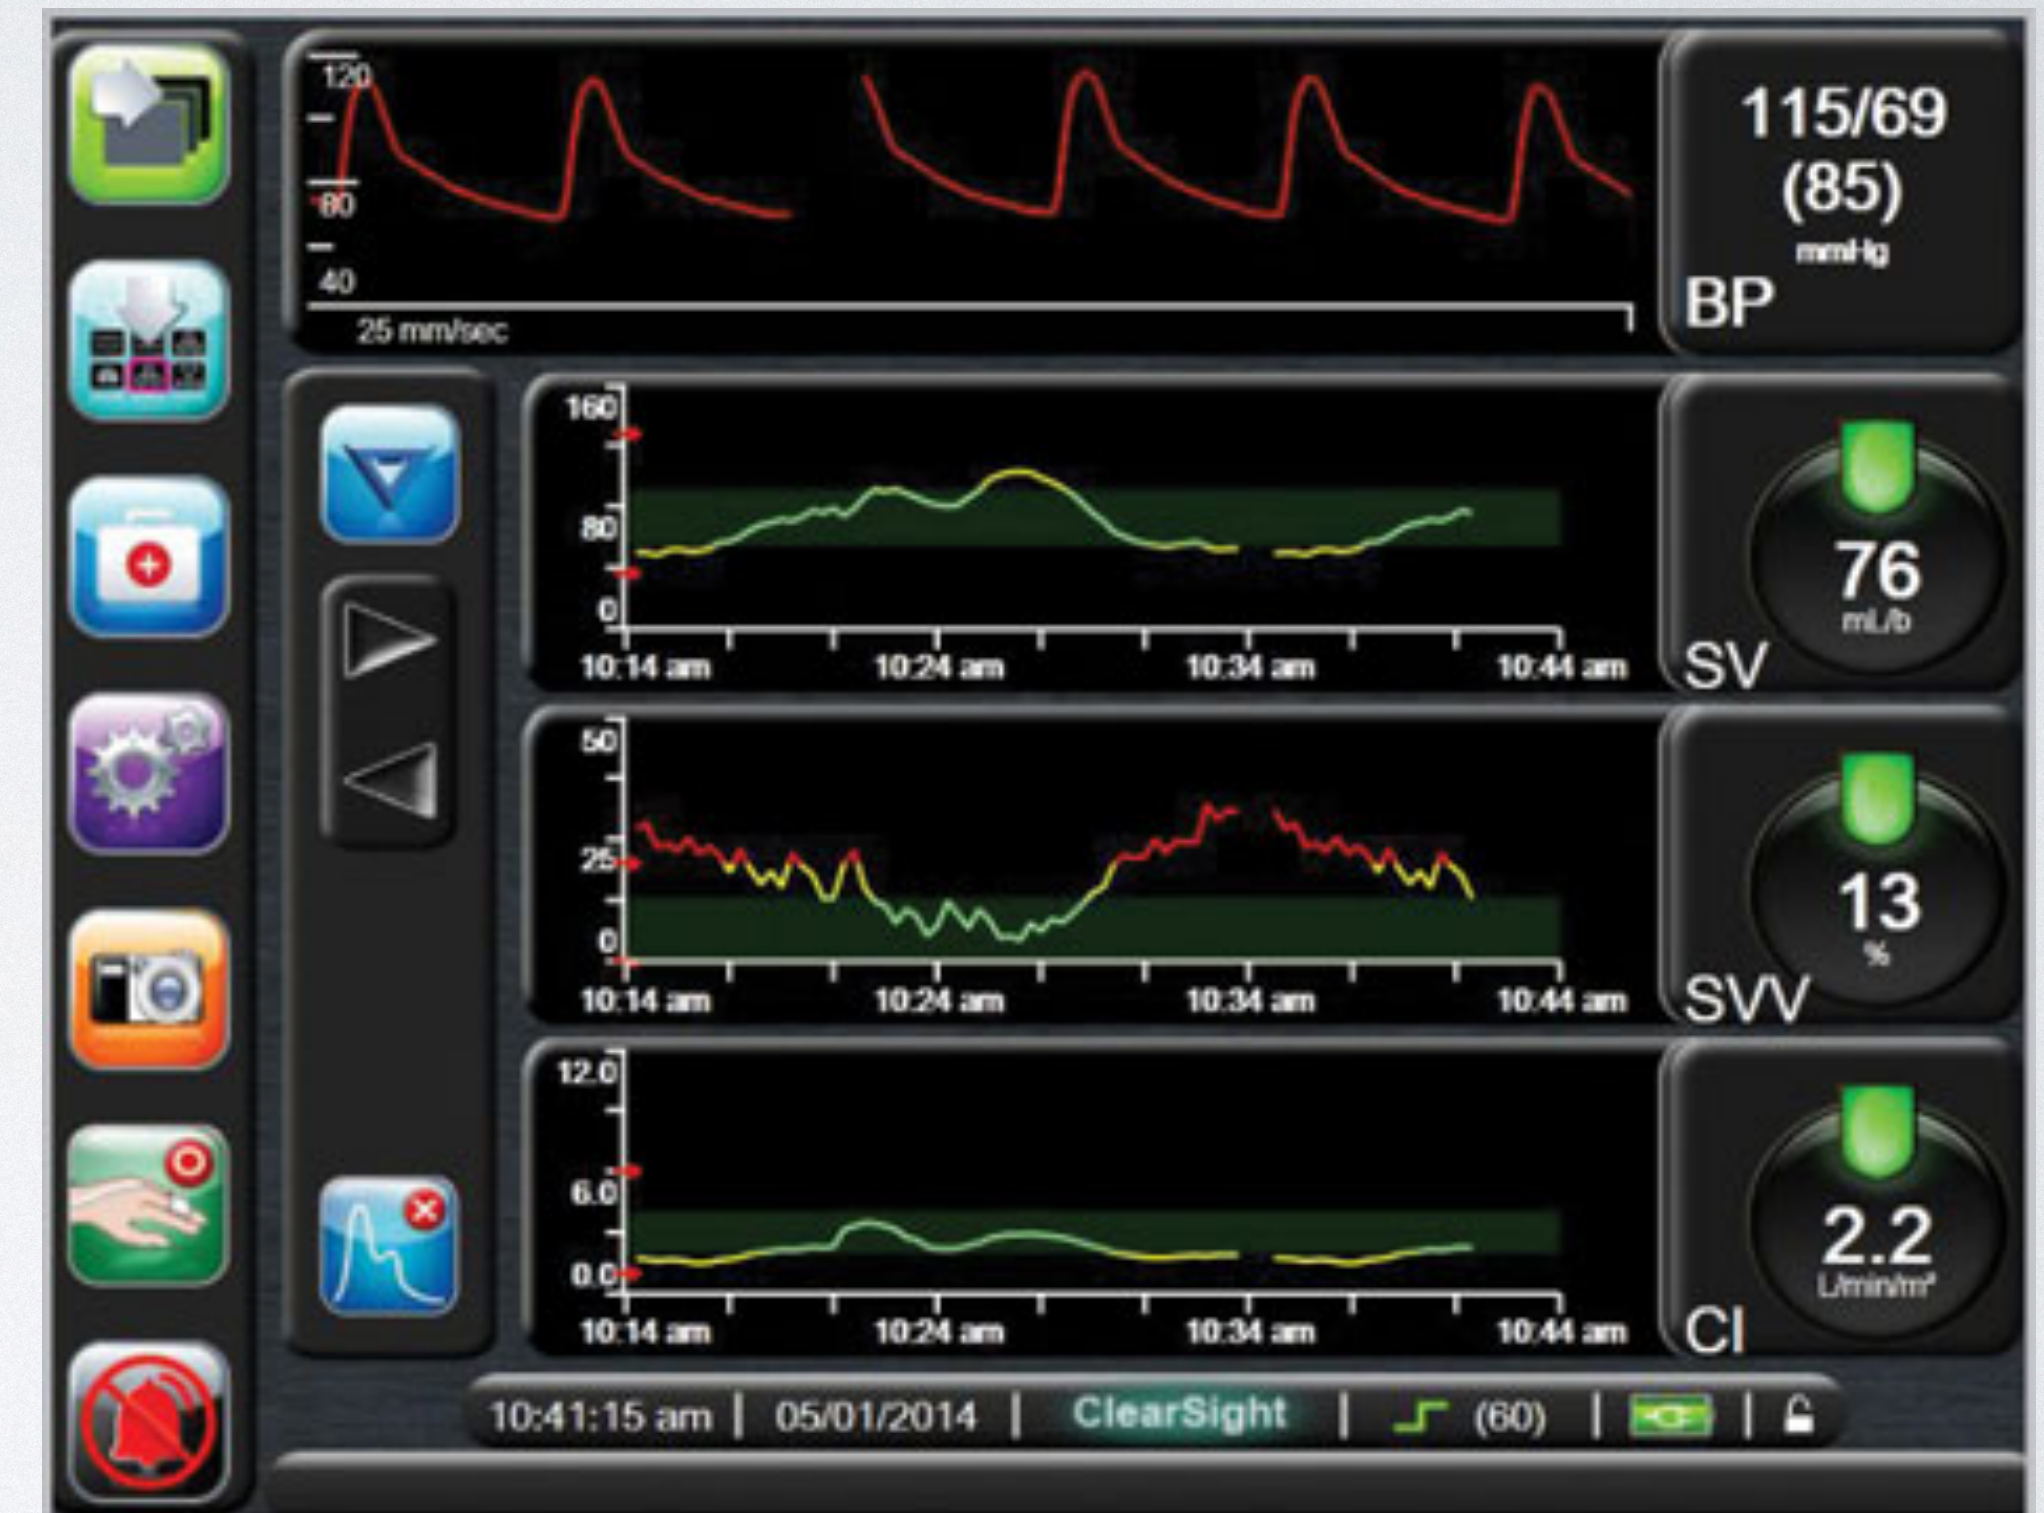 120
80
40
25 mm/sec
115/69
(85)
mmHg
BP
160
80
0
10:14 am 10:24 am 10:34 am 10:44 am
76
mL/b
SV
50
25
0
10:14 am 10:24 am 10:34 am 10:44 am
13
%
SVV
12.0
6.0
0.0
10:14 am 10:24 am 10:34 am 10:44 am
2.2
L/min/m²
CI
10:41:15 am | 05/01/2014 | ClearSight | (60)